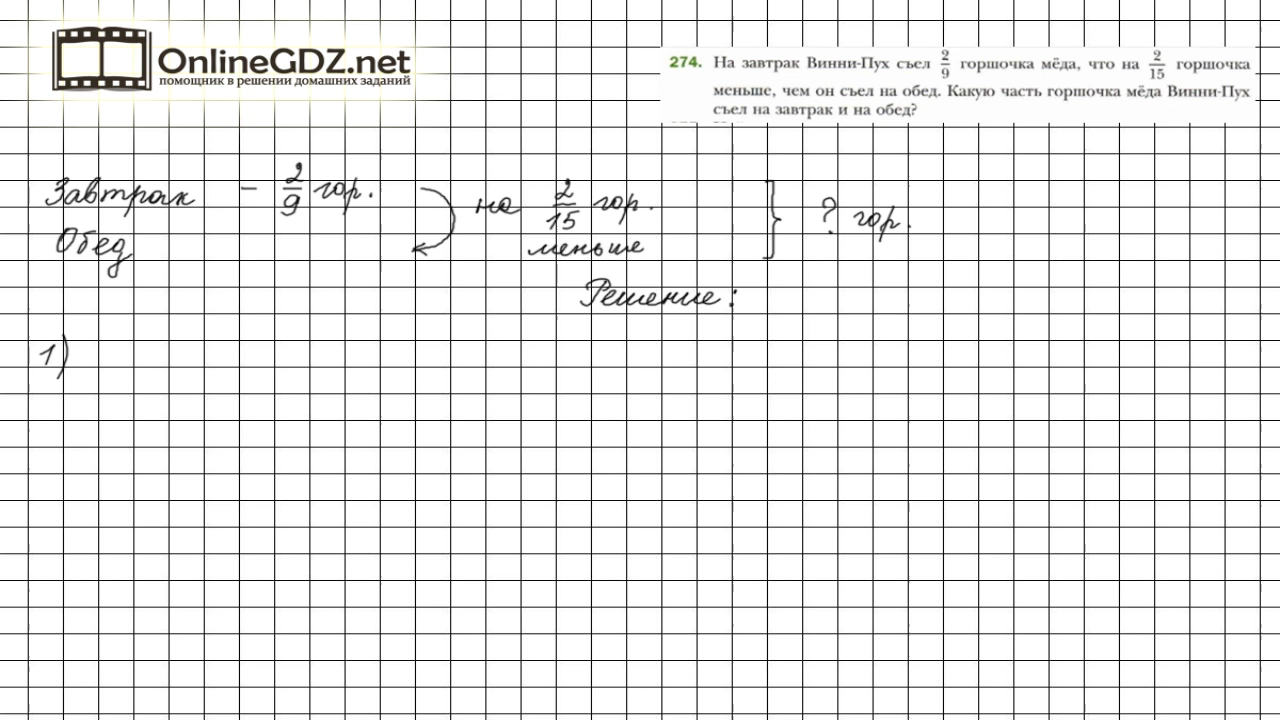 OnlineGDZ.net
помощник в решении домашних заданий
274. На завтрак Винни-Пух съел 2/9 горшочка мёда, что на 2/15 горшочка
меньше, чем он съел на обед. Какую часть горшочка мёда Винни-Пух
съел на завтрак и на обед?
Завтрак - 2/9 гор. на 2/15 гор. } ? гор.
Обед меньше
Решение:
1)